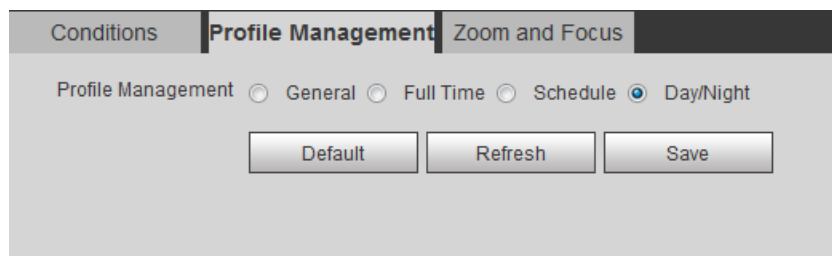 Conditions Profile Management Zoom and Focus
Profile Management General Full Time Schedule Day/Night
Default Refresh Save